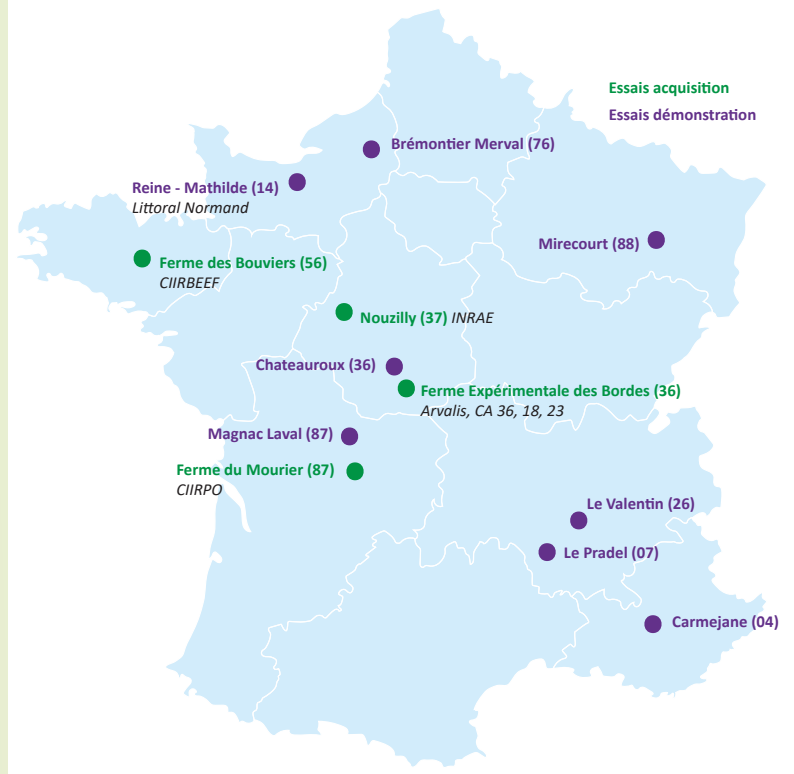 Essais acquisition
Essais démonstration
Brémontier Merval (76)
Reine - Mathilde (14)
Littoral Normand
Mirecourt (88)
Ferme des Bouviers (56)
CIIRBEEF
Nouzilly (37) INRAE
Chateauroux (36)
Ferme Expérimentale des Bordes (36)
Arvalis, CA 36, 18, 23
Magnac Laval (87)
Ferme du Mourier (87)
CIIRPO
Le Valentin (26)
Le Pradel (07)
Carmejane (04)